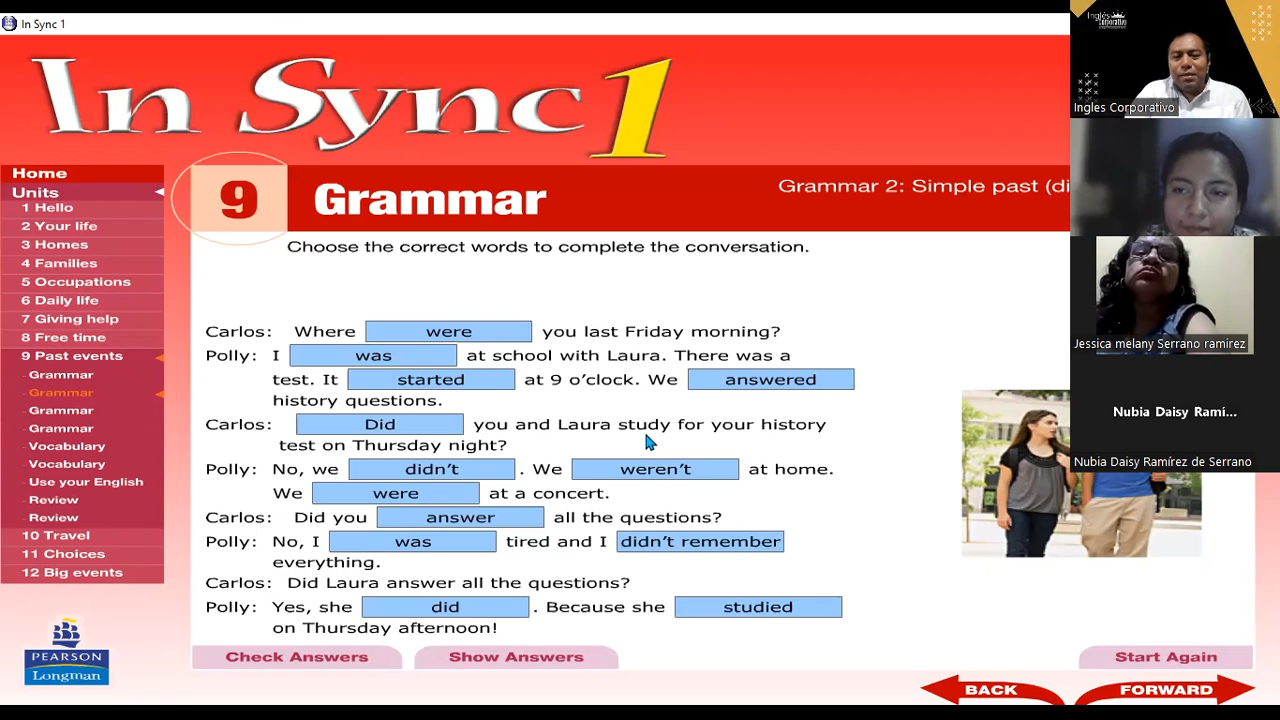 In Sync 1
In Sync 1
Home
Units
1 Hello
2 Your life
3 Homes
4 Families
5 Occupations
6 Daily life
7 Giving help
8 Free time
9 Past events
- Grammar
- Grammar
- Grammar
- Grammar
- Vocabulary
- Vocabulary
- Use your English
- Review
- Review
10 Travel
11 Choices
12 Big events
PEARSON
Longman
9 Grammar
Grammar 2: Simple past (di
Choose the correct words to complete the conversation.
Carlos: Where were you last Friday morning?
Polly: I was at school with Laura. There was a
test. It started at 9 o'clock. We answered
history questions.
Carlos: Did you and Laura study for your history
test on Thursday night?
Polly: No, we didn't . We weren't at home.
We were at a concert.
Carlos: Did you answer all the questions?
Polly: No, I was tired and I didn't remember
everything.
Carlos: Did Laura answer all the questions?
Polly: Yes, she did . Because she studied
on Thursday afternoon!
Check Answers
Show Answers
Start Again
BACK
FORWARD
Inglés
Corporativo
Ingles Corporativo
Jessica melany Serrano ramirez
Nubia Daisy Ramí...
Nubia Daisy Ramírez de Serrano